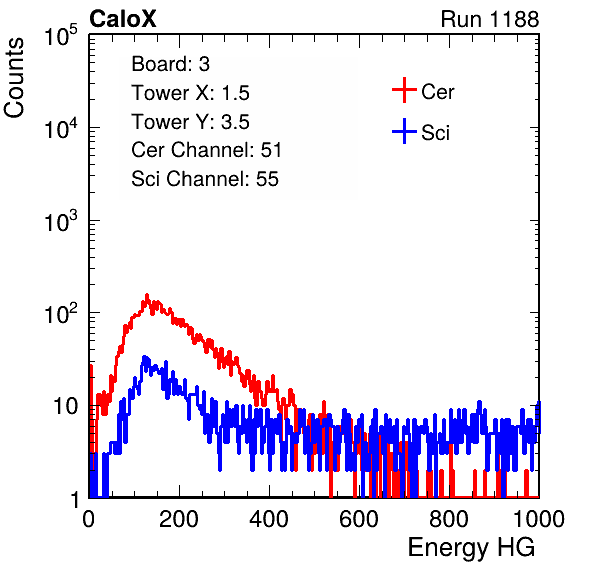 CaloX Run 1188
Counts
10^5
10^4
10^3
10^2
10
1
Board: 3
Tower X: 1.5
Tower Y: 3.5
Cer Channel: 51
Sci Channel: 55
Cer
Sci
0 200 400 600 800 1000
Energy HG